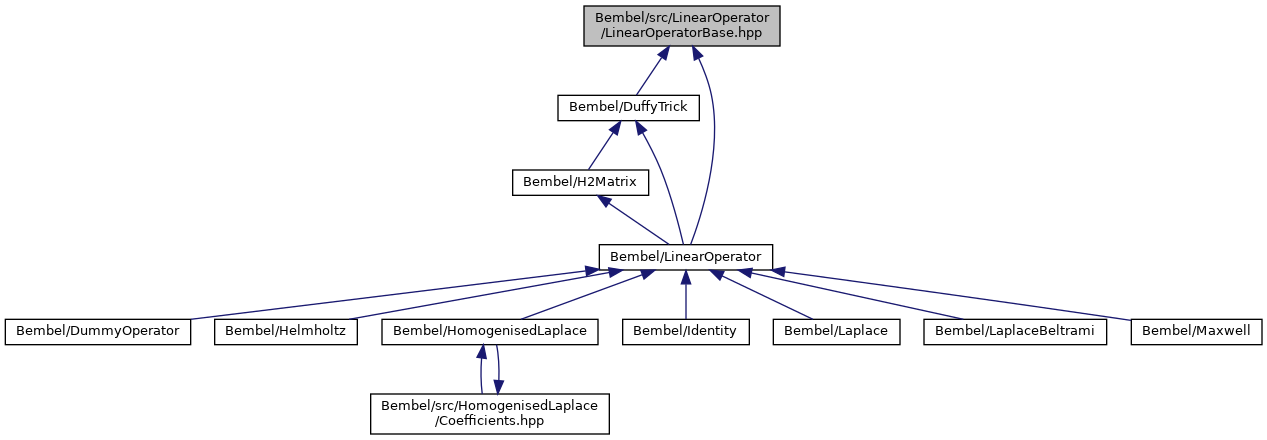 Bembel/src/LinearOperator
/LinearOperatorBase.hpp
Bembel/DuffyTrick
Bembel/H2Matrix
Bembel/LinearOperator
Bembel/DummyOperator
Bembel/Helmholtz
Bembel/HomogenisedLaplace
Bembel/Identity
Bembel/Laplace
Bembel/LaplaceBeltrami
Bembel/Maxwell
Bembel/src/HomogenisedLaplace
/Coefficients.hpp